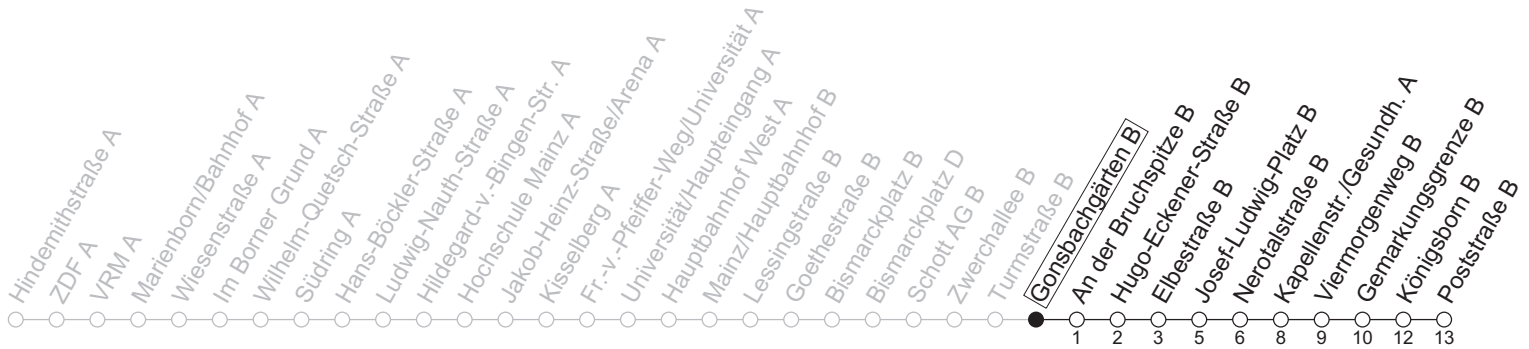 Hindemithstraße A
ZDF A
VRM A
Marienborn/Bahnhof A
Wiesenstraße A
Im Borner Grund A
Wilhelm-Quetsch-Straße A
Südring A
Hans-Böckler-Straße A
Ludwig-Nauth-Straße A
Hildegard-v.-Bingen-Str. A
Hochschule Mainz A
Jakob-Heinz-Straße/Arena A
Kisselberg A
Fr.-v.-Pfeiffer-Weg/Universität A
Universität/Haupteingang A
Hauptbahnhof West A
Mainz/Hauptbahnhof B
Lessingstraße B
Goethestraße B
Bismarckplatz B
Bismarckplatz D
Schott AG B
Zwerchallee B
Turmstraße B
Gonsbachgärten B
An der Bruchspitze B
Hugo-Eckener-Straße B
Elbestraße B
Josef-Ludwig-Platz B
Nerotalstraße B
Kapellenstr./Gesundh. A
Viermorgenweg B
Gemarkungsgrenze B
Königsborn B
Poststraße B
1 2 3 5 6 8 9 10 12 13